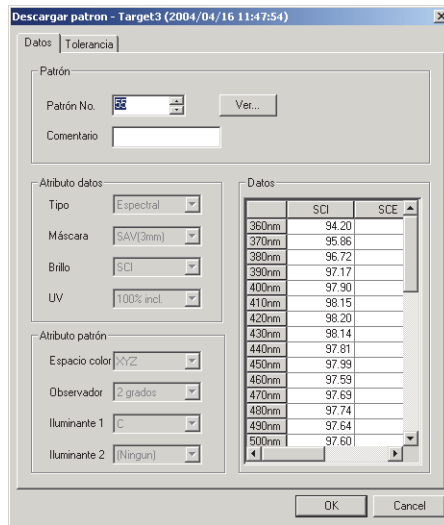 Descargar patron - Target3 (2004/04/16 11:47:54)
Datos Tolerancia
Patrón
Patrón No. 55 Ver...
Comentario
Atributo datos
Tipo Espectral
Máscara SAV(3mm)
Brillo SCI
UV 100% incl.
Atributo patrón
Espacio color XYZ
Observador 2 grados
Iluminante 1 C
Iluminante 2 (Ningun)
Datos
SCI SCE
360nm 94.20
370nm 95.86
380nm 96.72
390nm 97.17
400nm 97.90
410nm 98.15
420nm 98.20
430nm 98.14
440nm 97.81
450nm 97.99
460nm 97.59
470nm 97.69
480nm 97.74
490nm 97.64
500nm 97.60
OK Cancel